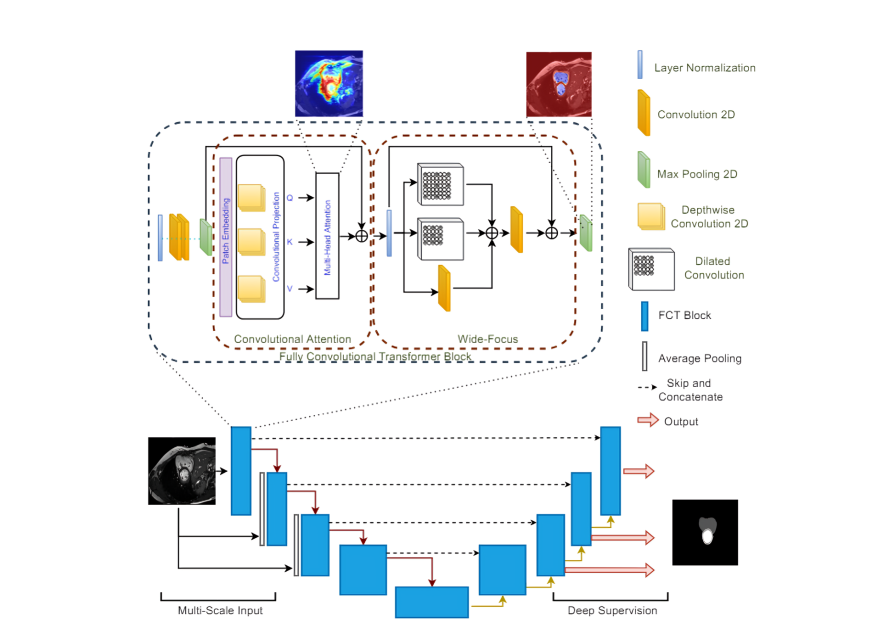 Layer Normalization
Convolution 2D
Max Pooling 2D
Depthwise
Convolution 2D
Dilated
Convolution
FCT Block
Average Pooling
Skip and
Concatenate
Output
Patch Embedding
Convolutional Projection
Q
K
V
Multi-Head Attention
Convolutional Attention
Wide-Focus
Fully Convolutional Transformer Block
Multi-Scale Input
Deep Supervision